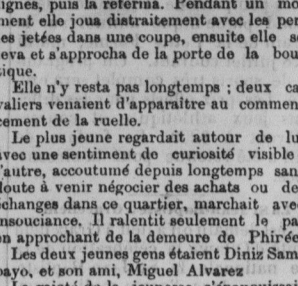 ignes, puis la referma. Pendant un mo
ment elle joua distraitement avec les per
es jetées dans une coupe, ensuite elle s
eva et s'approcha de la porte de la bou
tique.
Elle n'y resta pas longtemps ; deux ca
valiers venaient d'apparaître au commen
cement de la ruelle.
Le plus jeune regardait autour de lu
avec une sentiment de curiosité visible
'autre, accoutumé depuis longtemps san
doute à venir négocier des achats ou de
échanges dans ce quartier, marchait avec
nsouciance. Il ralentit seulement le pa
en approchant de la demeure de Phiréc
Les deux jeunes gens étaient Diniz Sam
payo, et son ami, Miguel Alvarez